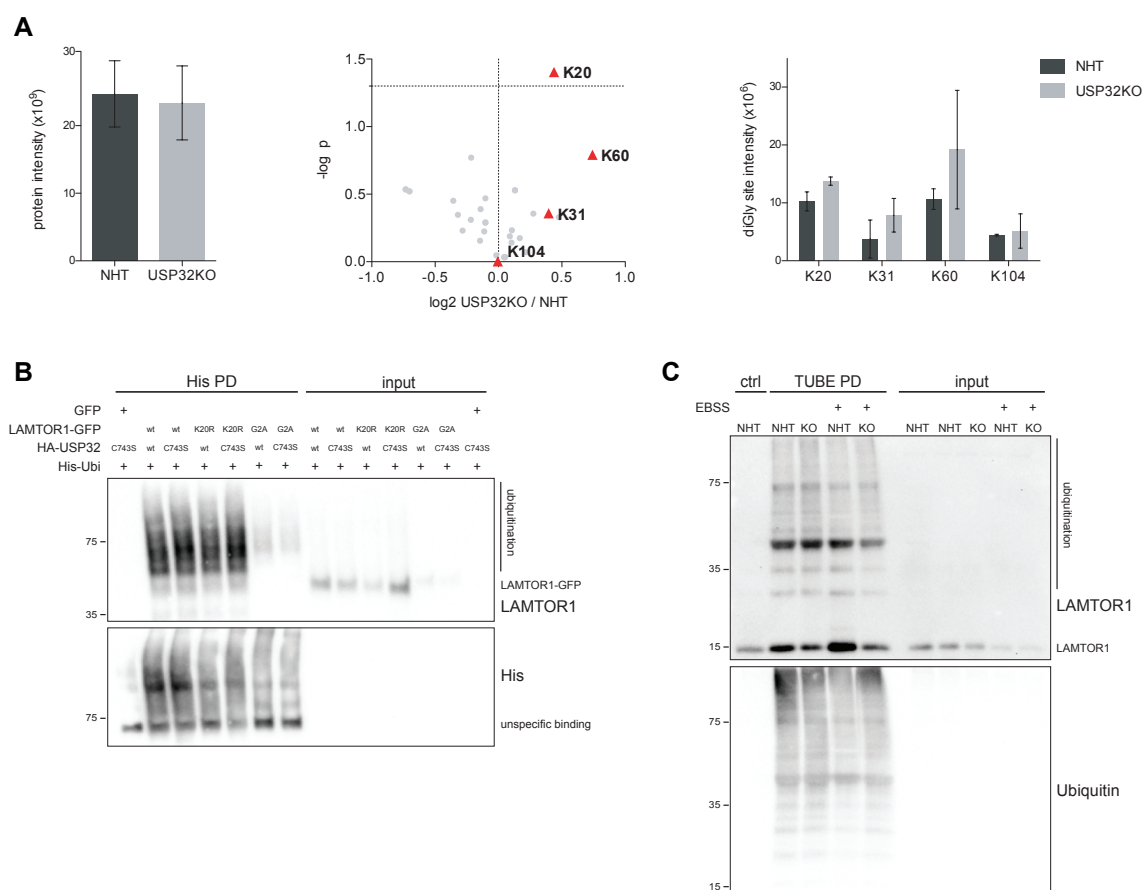 A
protein intensity (x10⁹)
30
20
10
0
NHT
USP32KO
-log p
1.5
1.0
0.5
0.0
-1.0
-0.5
0.0
0.5
1.0
K20
K60
K31
K104
log2 USP32KO / NHT
diGly site intensity (x10⁶)
30
20
10
0
K20
K31
K60
K104
NHT
USP32KO
B
His PD
input
GFP + +
LAMTOR1-GFP wt wt K20R K20R G2A G2A wt wt K20R K20R G2A G2A
HA-USP32 C743S wt C743S wt C743S wt C743S wt C743S wt C743S wt C743S C743S
His-Ubi + + + + + + + + + + + + + +
75
35
ubiquitination
LAMTOR1-GFP
LAMTOR1
75
His
unspecific binding
C
ctrl
TUBE PD
input
EBSS + + + +
NHT NHT KO NHT KO NHT NHT KO NHT KO
75
35
15
ubiquitination
LAMTOR1
LAMTOR1
75
35
15
Ubiquitin